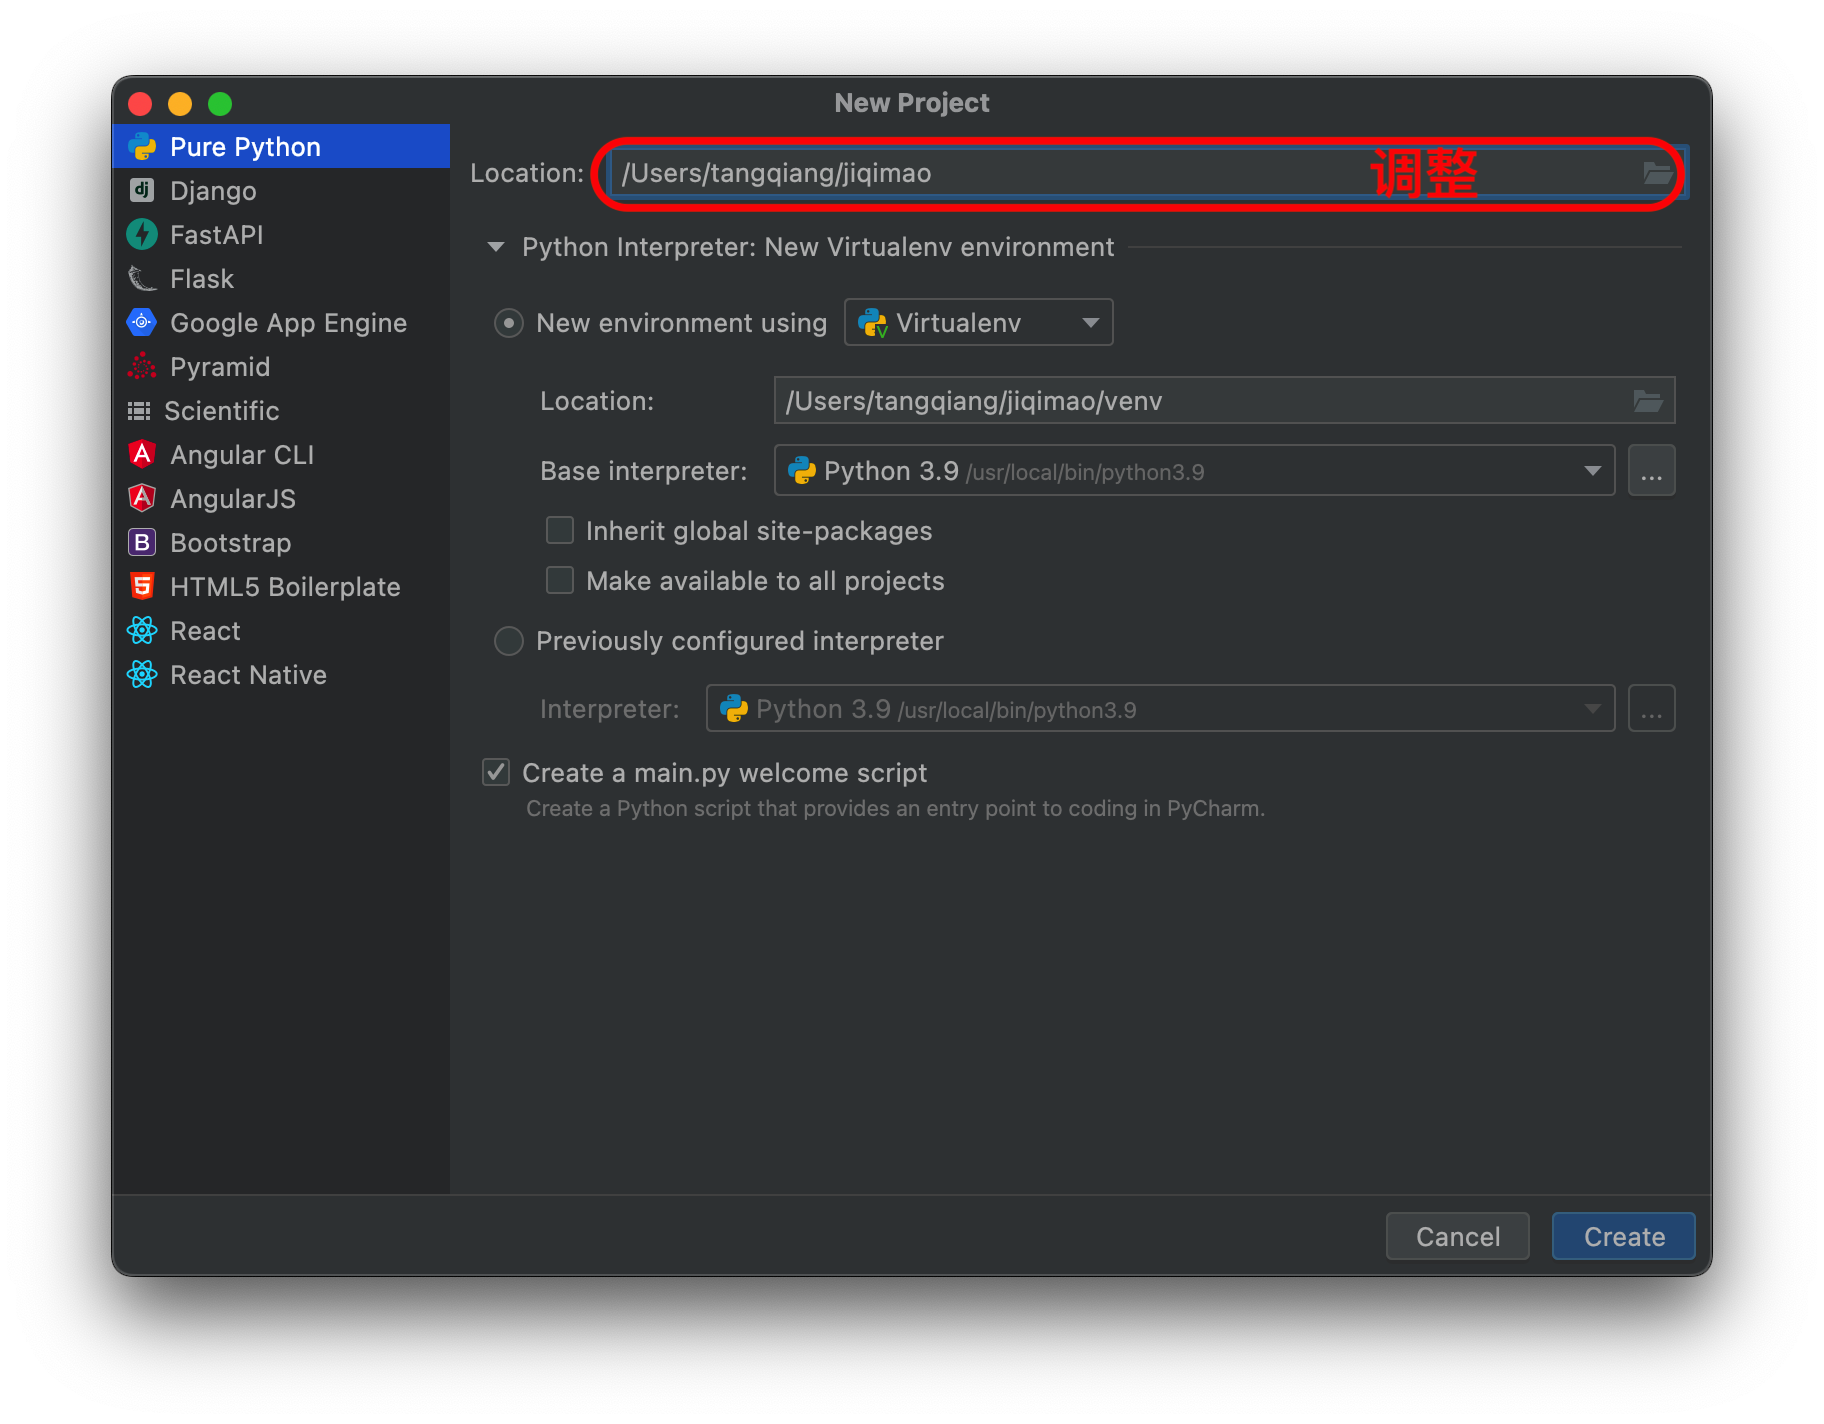 New Project
Pure Python
Django
FastAPI
Flask
Google App Engine
Pyramid
Scientific
Angular CLI
AngularJS
Bootstrap
HTML5 Boilerplate
React
React Native
Location: /Users/tangqiang/jiqimao 调整
Python Interpreter: New Virtualenv environment
New environment using Virtualenv
Location: /Users/tangqiang/jiqimao/venv
Base interpreter: Python 3.9 /usr/local/bin/python3.9 ...
Inherit global site-packages
Make available to all projects
Previously configured interpreter
Interpreter: Python 3.9 /usr/local/bin/python3.9 ...
Create a main.py welcome script
Create a Python script that provides an entry point to coding in PyCharm.
Cancel Create